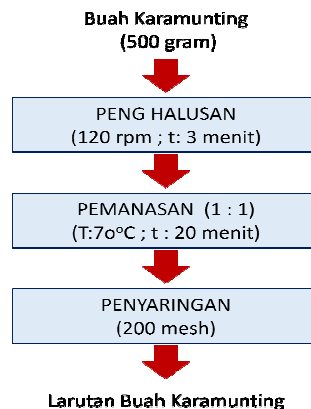 Buah Karamunting
(500 gram)
PENG HALUSAN
(120 rpm ; t: 3 menit)
PEMANASAN (1 : 1)
(T:7o°C ; t : 20 menit)
PENYARINGAN
(200 mesh)
Larutan Buah Karamunting